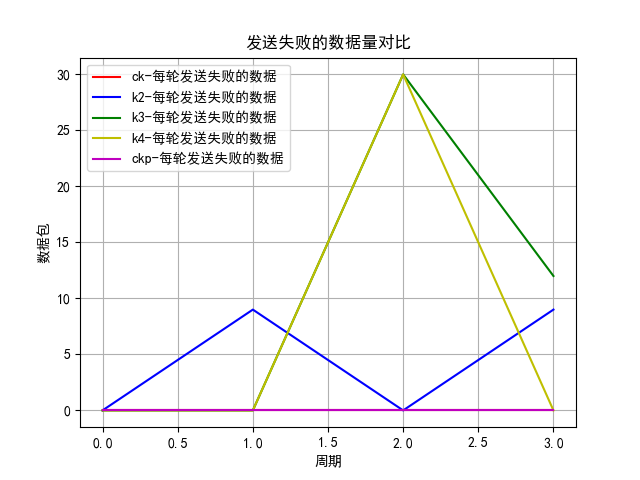 发送失败的数据量对比
ck-每轮发送失败的数据
k2-每轮发送失败的数据
k3-每轮发送失败的数据
k4-每轮发送失败的数据
ckp-每轮发送失败的数据
数据包
30
25
20
15
10
5
0
0.0 0.5 1.0 1.5 2.0 2.5 3.0
周期